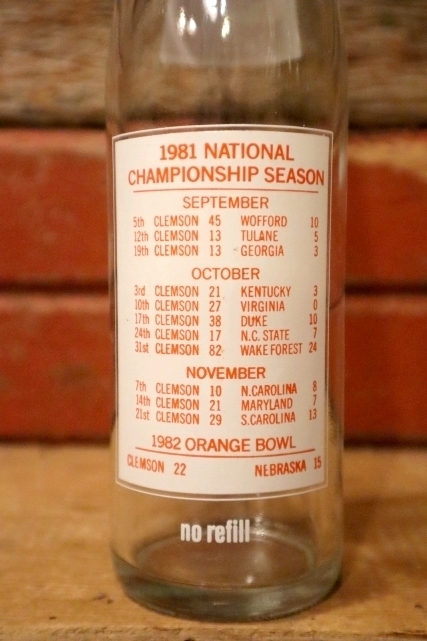 1981 NATIONAL
CHAMPIONSHIP SEASON
SEPTEMBER
5th CLEMSON 45 WOFFORD 10
12th CLEMSON 13 TULANE 5
19th CLEMSON 13 GEORGIA 3
OCTOBER
3rd CLEMSON 21 KENTUCKY 3
10th CLEMSON 27 VIRGINIA 0
17th CLEMSON 38 DUKE 10
24th CLEMSON 17 N.C. STATE 7
31st CLEMSON 82 WAKE FOREST 24
NOVEMBER
7th CLEMSON 10 N.CAROLINA 8
14th CLEMSON 21 MARYLAND 7
21st CLEMSON 29 S.CAROLINA 13
1982 ORANGE BOWL
CLEMSON 22 NEBRASKA 15
no refill